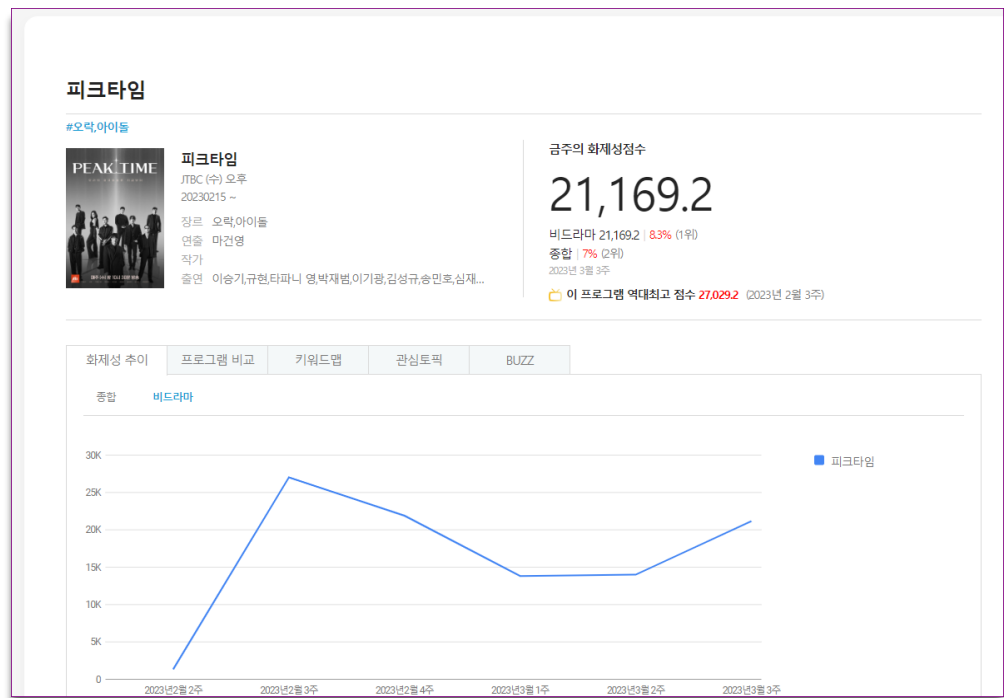 피크타임
#오락,아이돌
PEAK TIME
피크타임
JTBC (수) 오후
20230215 ~
장르 오락,아이돌
연출 마건영
작가
출연 이승기,규현,티파니 영,박재범,이기광,김성규,송민호,심재...
금주의 화제성점수
21,169.2
비드라마 21,169.2 | 8.3% (1위)
종합 | 7% (2위)
2023년 3월 3주
이 프로그램 역대최고 점수 27,029.2 (2023년 2월 3주)
화제성 추이 프로그램 비교 키워드맵 관심토픽 BUZZ
종합 비드라마
30K
25K
20K
15K
10K
5K
0
피크타임
2023년2월 2주 2023년2월 3주 2023년2월 4주 2023년3월 1주 2023년3월 2주 2023년3월 3주